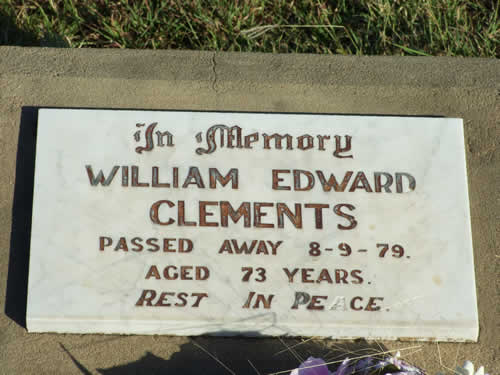 In Memory
WILLIAM EDWARD
CLEMENTS
PASSED AWAY 8-9-79.
AGED 73 YEARS.
REST IN PEACE.